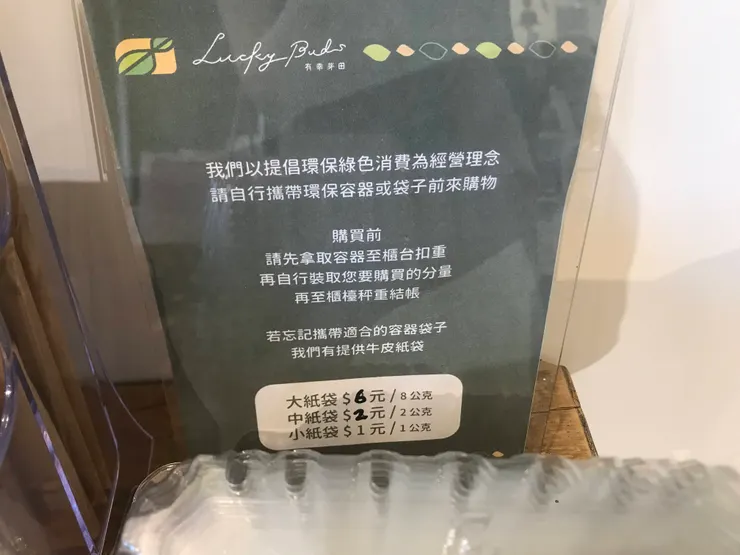 Lucky Buds
有幸芽田
我們以提倡環保綠色消費為經營理念
請自行攜帶環保容器或袋子前來購物
購買前
請先拿取容器至櫃台扣重
再自行裝取您要購買的分量
再至櫃檯秤重結帳
若忘記攜帶適合的容器袋子
我們有提供牛皮紙袋
大紙袋 $6元 / 8公克
中紙袋 $2元 / 2公克
小紙袋 $1元 / 1公克